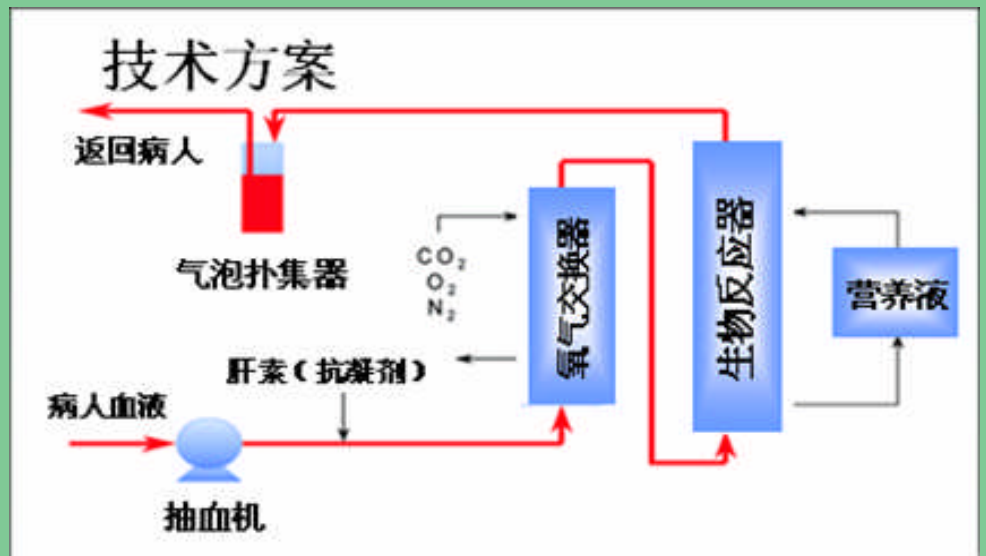 技术方案
返回病人
气泡扑集器
CO₂
O₂
N₂
氧气交换器
生物反应器
营养液
肝素（抗凝剂）
病人血液
抽血机